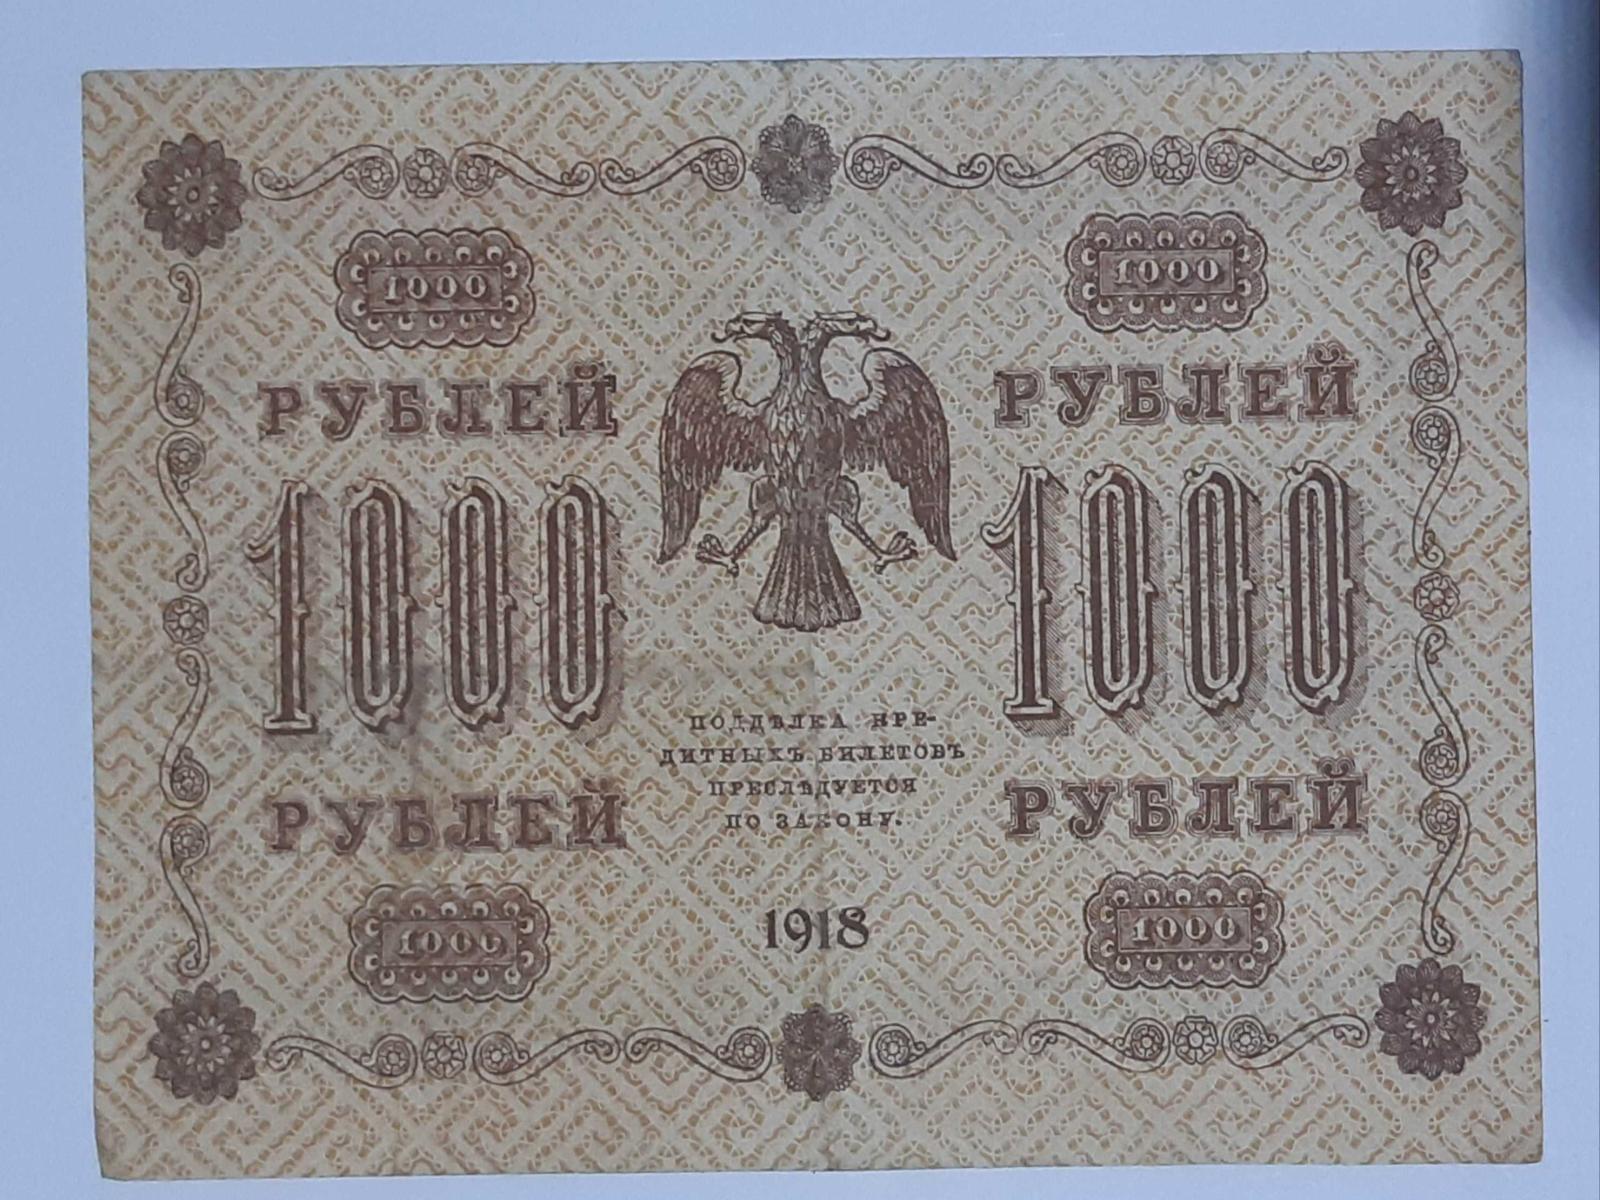 1000 1000
РУБЛЕЙ РУБЛЕЙ
1000 1000
ПОДДѢЛКА КРЕ-
ДИТНЫХЪ БИЛЕТОВЪ
ПРЕСЛѢДУЕТСЯ
ПО ЗАКОНУ.
РУБЛЕЙ РУБЛЕЙ
1000 1000
1918